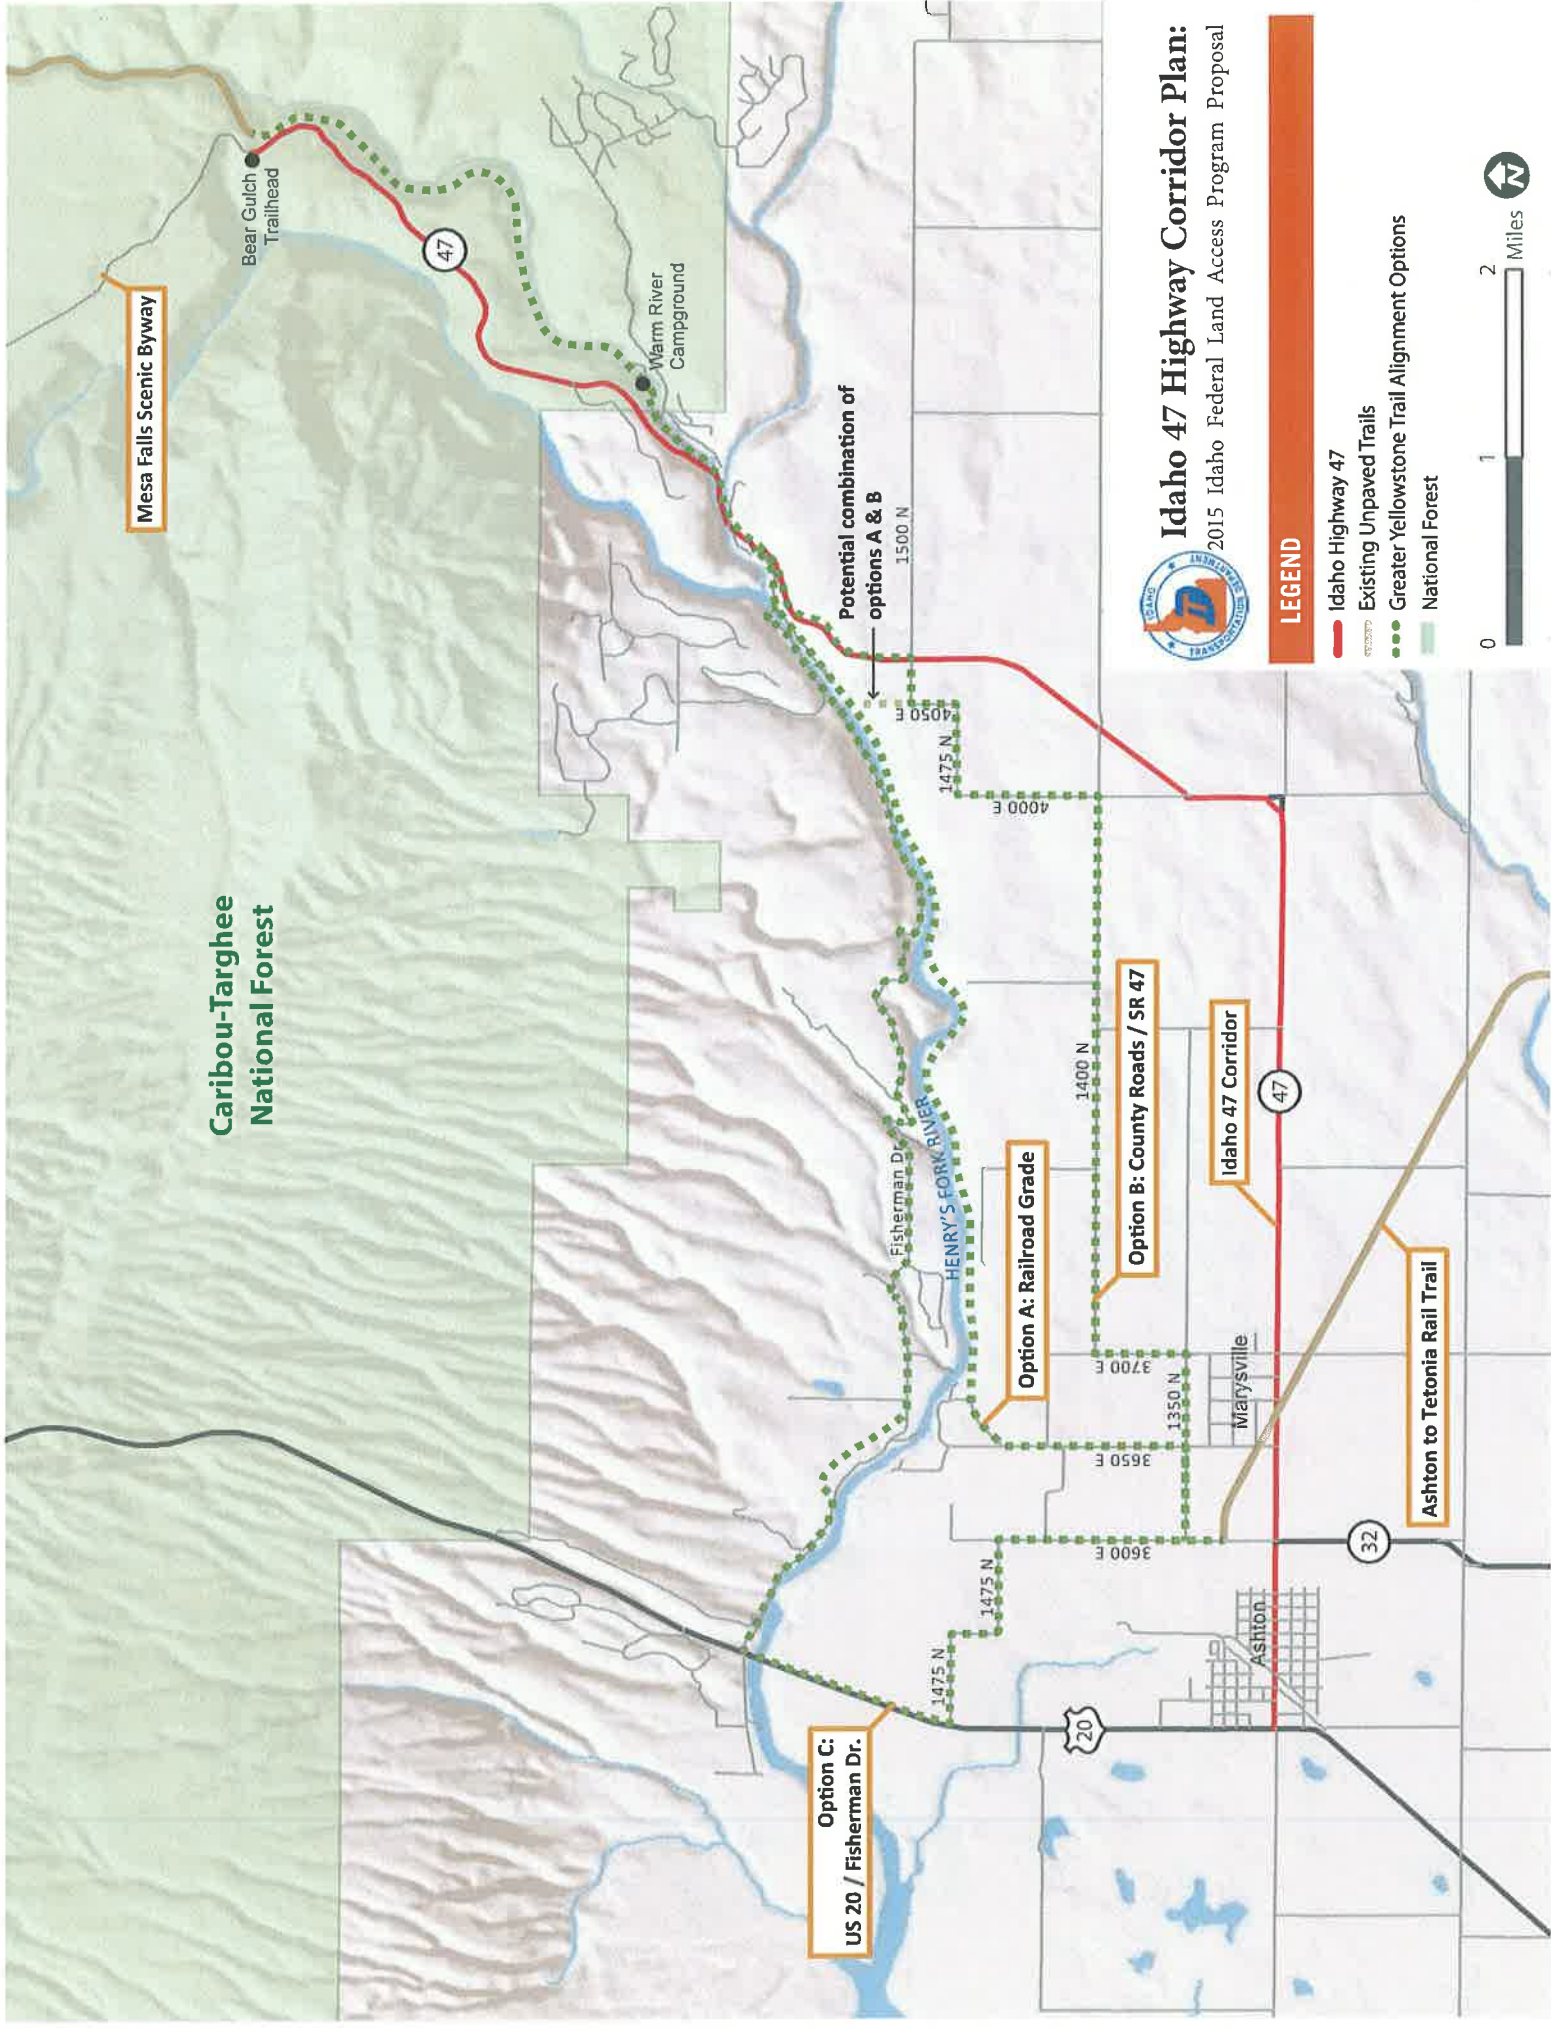 Caribou-Targhee
National Forest
Mesa Falls Scenic Byway
Bear Gulch
Trailhead
47
Warm River
Campground
Potential combination of
options A & B
1500 N
4050 E
1475 N
4000 E
Fisherman Dr.
HENRY'S FORK RIVER
1400 N
Option A: Railroad Grade
Option B: County Roads / SR 47
Idaho 47 Corridor
47
3700 E
1350 N
3650 E
Marysville
3600 E
1475 N
1475 N
Option C:
US 20 / Fisherman Dr.
20
Ashton
32
Ashton to Tetonia Rail Trail
IDAHO
TRANSPORTATION DEPARTMENT
Idaho 47 Highway Corridor Plan:
2015 Idaho Federal Land Access Program Proposal
LEGEND
Idaho Highway 47
Existing Unpaved Trails
Greater Yellowstone Trail Alignment Options
National Forest
0 1 2 Miles
N